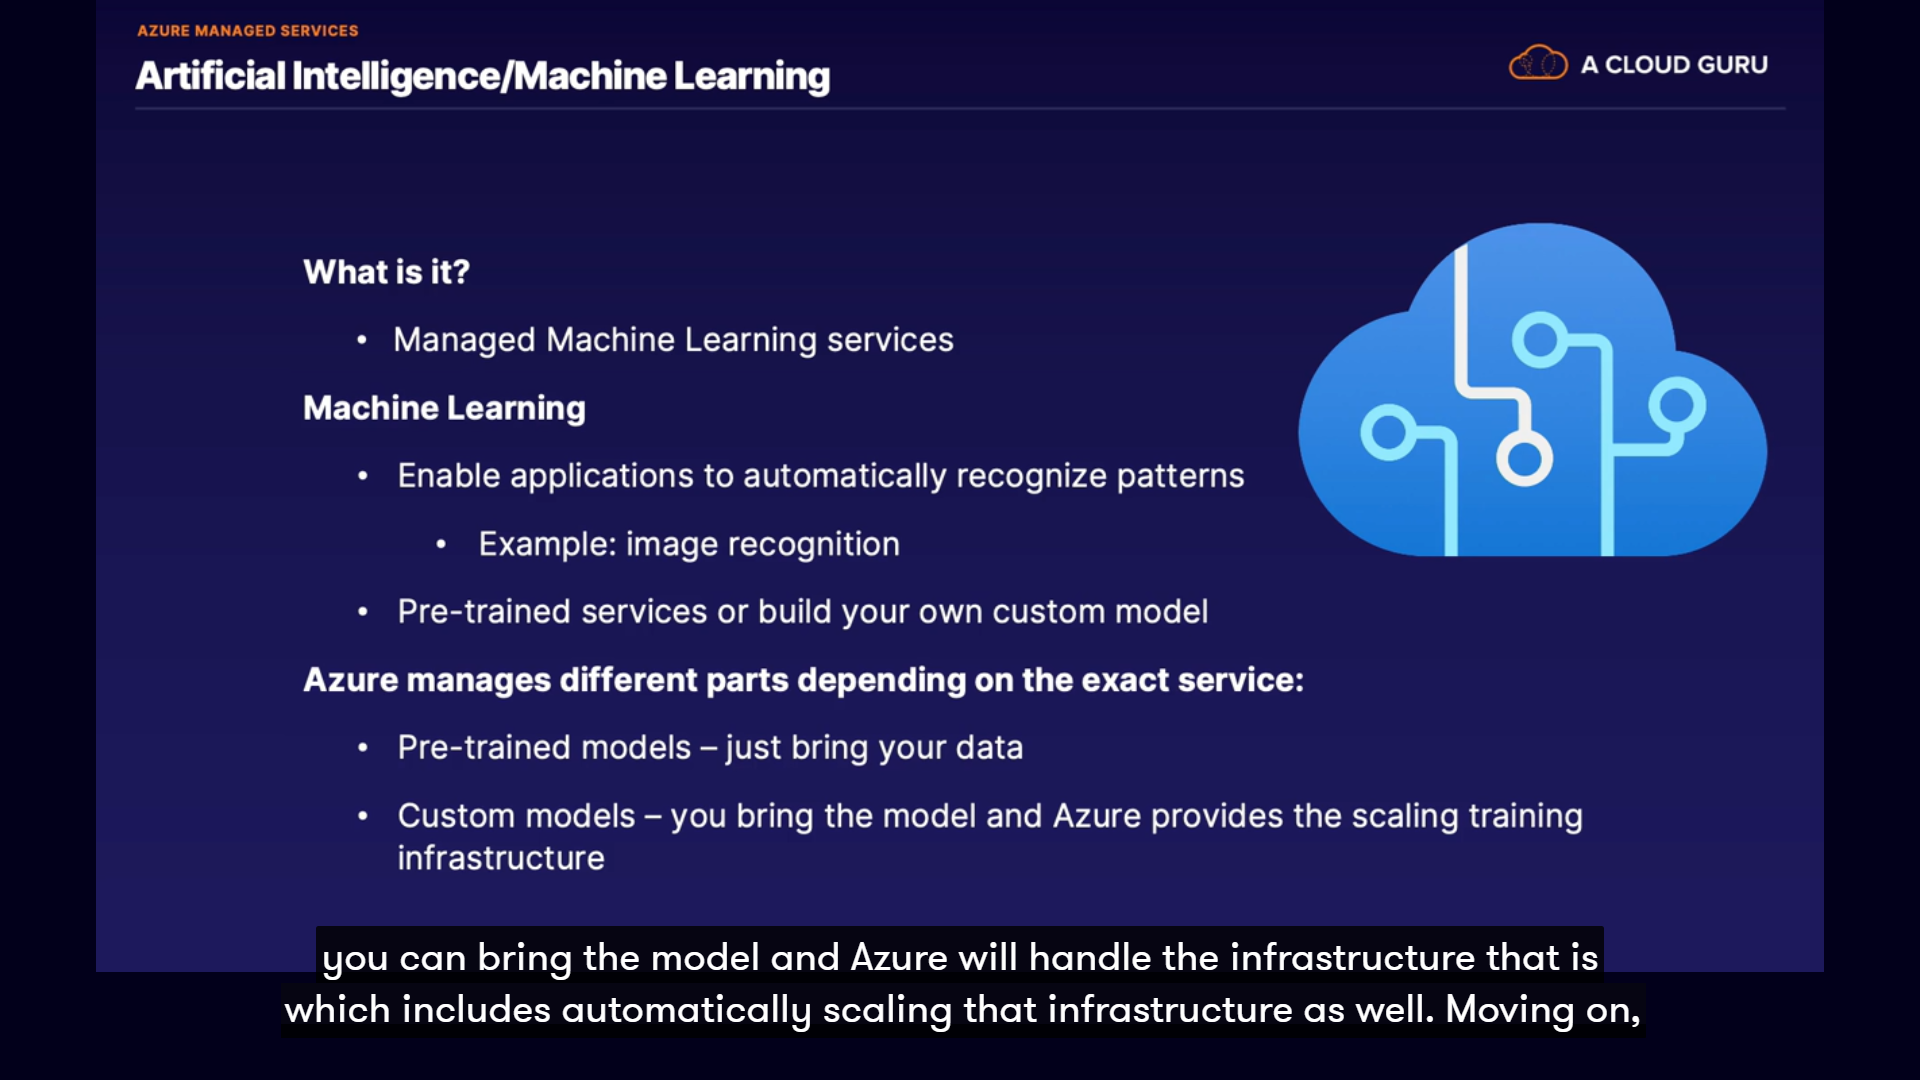 AZURE MANAGED SERVICES
Artificial Intelligence/Machine Learning
A CLOUD GURU
What is it?
• Managed Machine Learning services
Machine Learning
• Enable applications to automatically recognize patterns
• Example: image recognition
• Pre-trained services or build your own custom model
Azure manages different parts depending on the exact service:
• Pre-trained models – just bring your data
• Custom models – you bring the model and Azure provides the scaling training
infrastructure
you can bring the model and Azure will handle the infrastructure that is
which includes automatically scaling that infrastructure as well. Moving on,